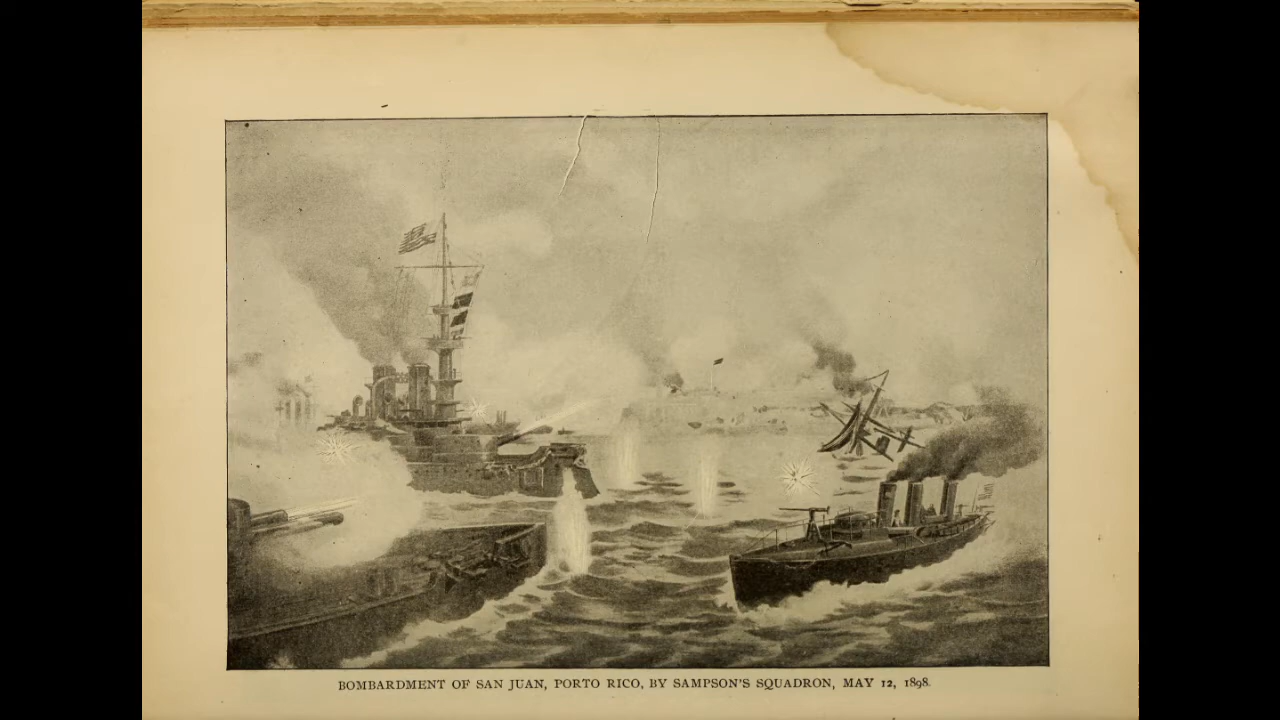 BOMBARDMENT OF SAN JUAN, PORTO RICO, BY SAMPSON'S SQUADRON, MAY 12, 1898.